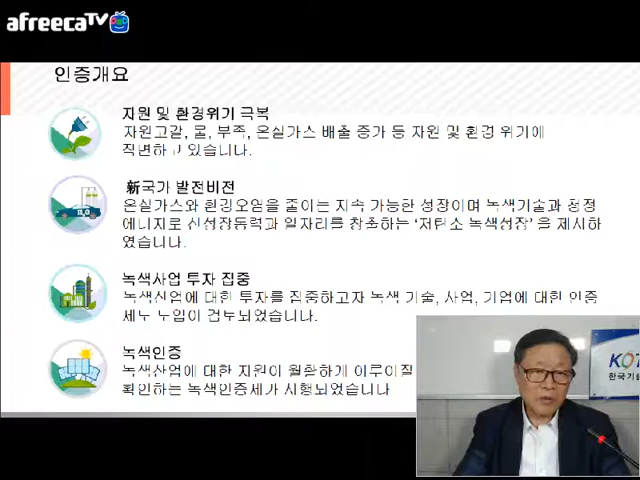 afreecaTV
인증개요
자원 및 환경위기 극복
자원고갈, 물, 부족, 온실가스 배출 증가 등 자원 및 환경 위기에
직면하고 있습니다.
新국가 발전비전
온실가스와 환경오염을 줄이는 지속 가능한 성장이며 녹색기술과 청정
에너지로 신성장동력과 일자리를 창출하는 '저탄소 녹색성장' 을 제시하
였습니다.
녹색사업 투자 집중
녹색산업에 대한 투자를 집중하고자 녹색 기술, 사업, 기업에 대한 인증
제도 도입이 검토되었습니다.
녹색인증
녹색산업에 대한 지원이 원활하게 이루어질
확인하는 녹색인증제가 시행되었습니다
KOT
한국기술